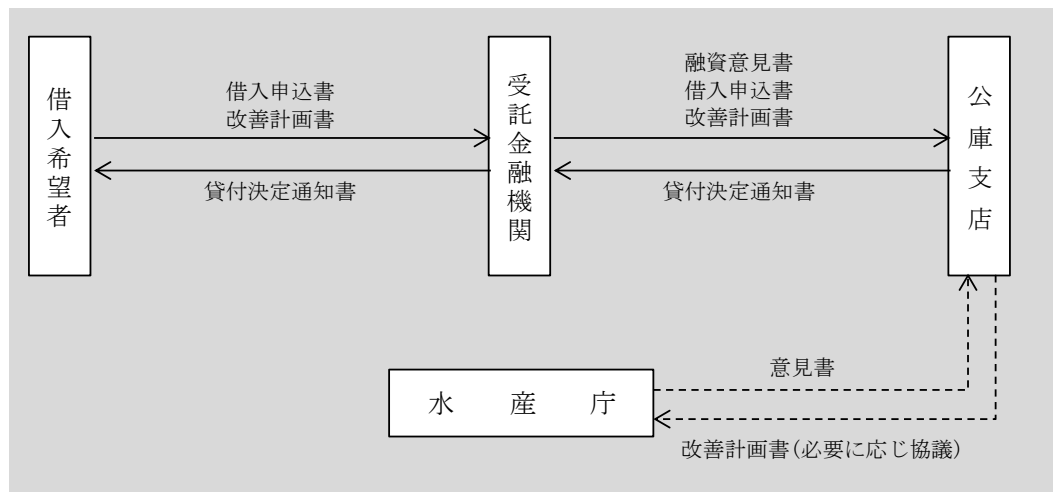 借入希望者
借入申込書
改善計画書
貸付決定通知書
受託金融機関
融資意見書
借入申込書
改善計画書
貸付決定通知書
公庫支店
意見書
水産庁
改善計画書(必要に応じ協議)